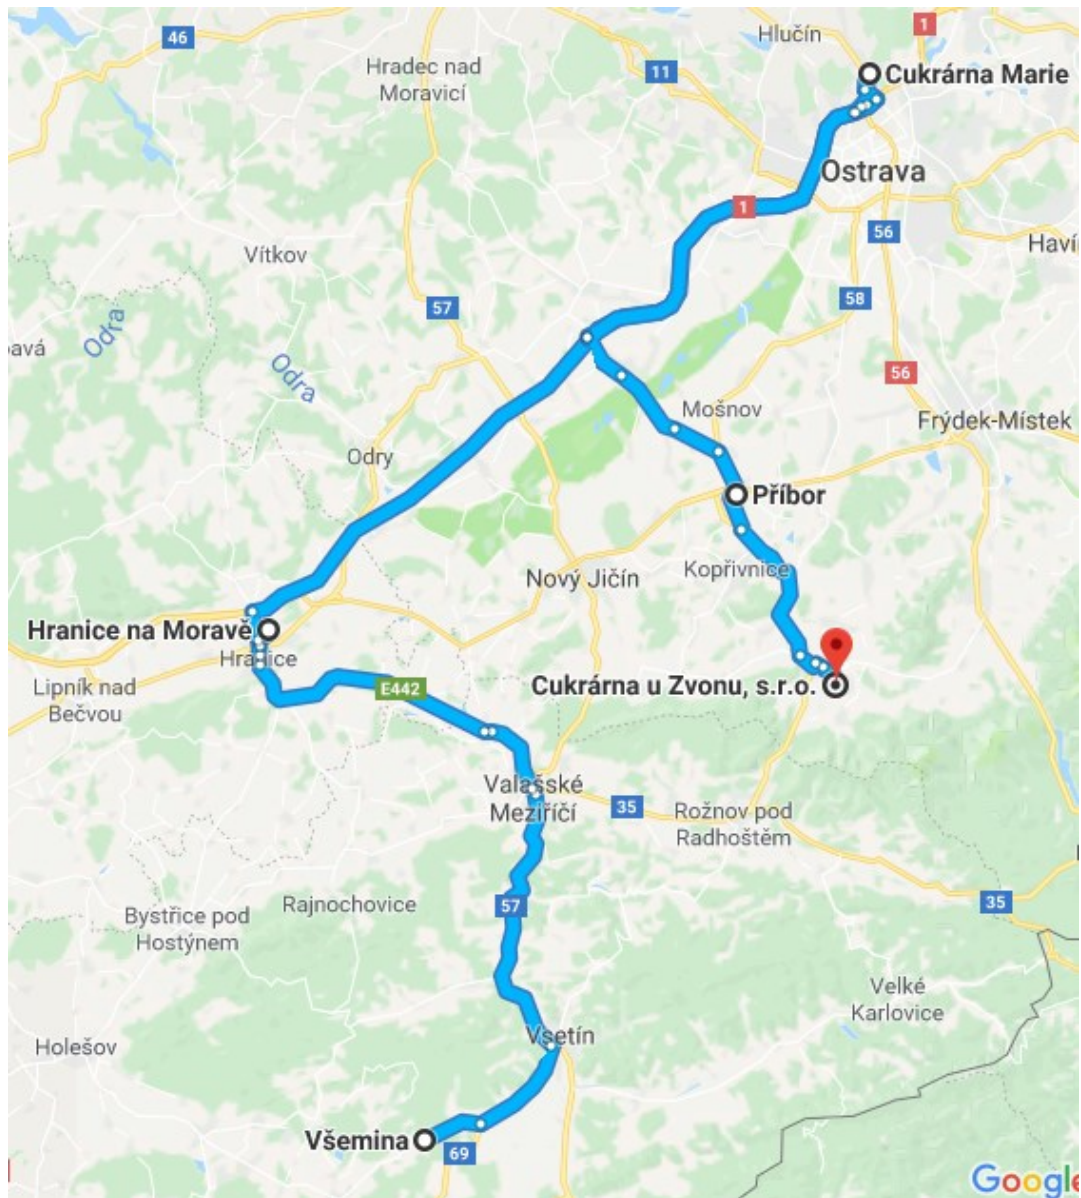 46
Hlučín
1
Hradec nad
Moravicí
11
Cukrárna Marie
Ostrava
1
56
Haví
Vítkov
57
58
Odra
avá
Odra
56
Mošnov
Frýdek-Místek
Odry
Příbor
Nový Jičín
Kopřivnice
Hranice na Moravě
Hranice
Lipník nad
Bečvou
E442
Cukrárna u Zvonu, s.r.o.
Valašské
Meziříčí
35
Rožnov pod
Radhoštěm
57
35
Bystřice pod
Hostýnem
Rajnochovice
Velké
Karlovice
Vsetín
Holešov
Všemina
69
Google